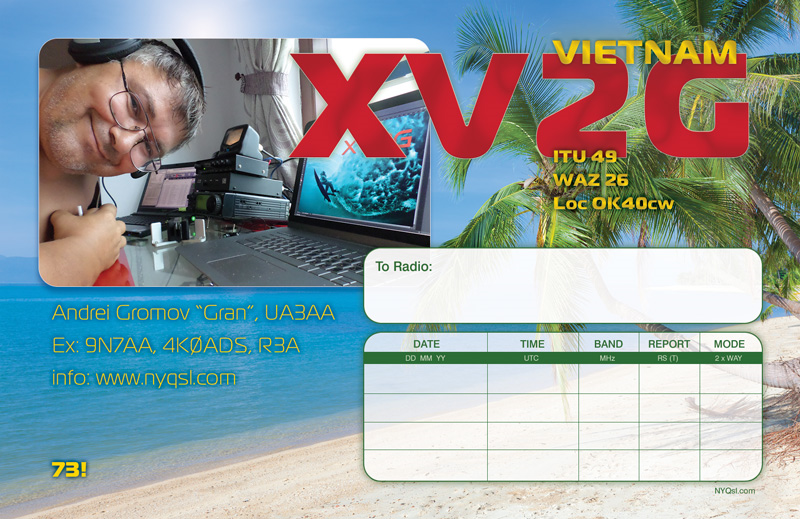 XV2G
VIETNAM
ITU 49
WAZ 26
Loc OK40cw
To Radio:
Andrei Gromov "Gran", UA3AA
Ex: 9N7AA, 4KØADS, R3A
info: www.nyqsl.com
73!
DATE TIME BAND REPORT MODE
DD MM YY UTC MHz RS (T) 2 x WAY
NYQsl.com